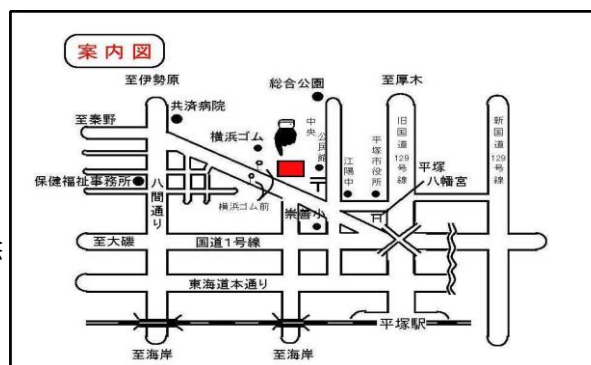 案内図
至伊勢原
総合公園
至厚木
共済病院
至秦野
横浜ゴム
中央公民館
江陽中
平塚市役所
旧国道129号線
新国道129号線
平塚八幡宮
保健福祉事務所
八間通り
横浜ゴム前
崇善小
至大磯
国道1号線
東海道本通り
平塚駅
至海岸
至海岸